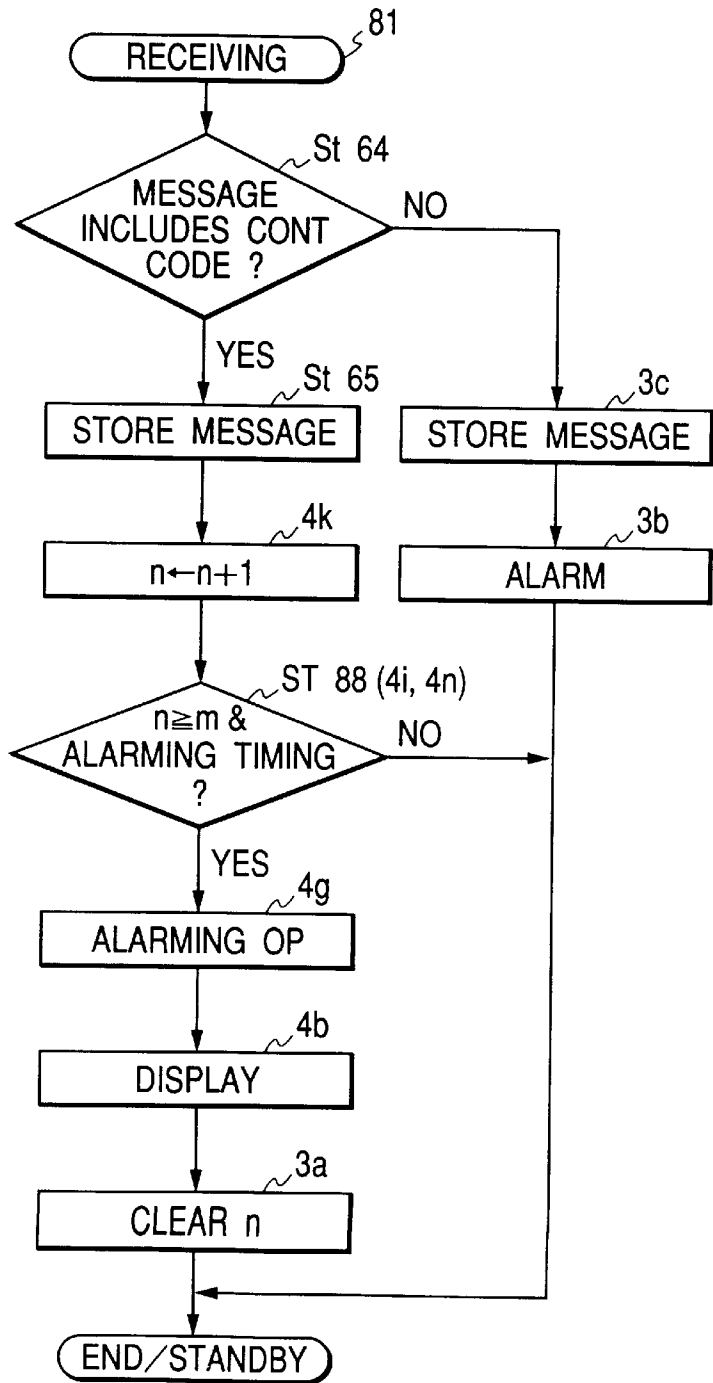 81
RECEIVING
St 64
MESSAGE
INCLUDES CONT
CODE ?
NO
YES
St 65
STORE MESSAGE
3c
STORE MESSAGE
4k
n←n+1
3b
ALARM
ST 88 (4i, 4n)
n≧m &
ALARMING TIMING
?
NO
YES
4g
ALARMING OP
4b
DISPLAY
3a
CLEAR n
END/STANDBY